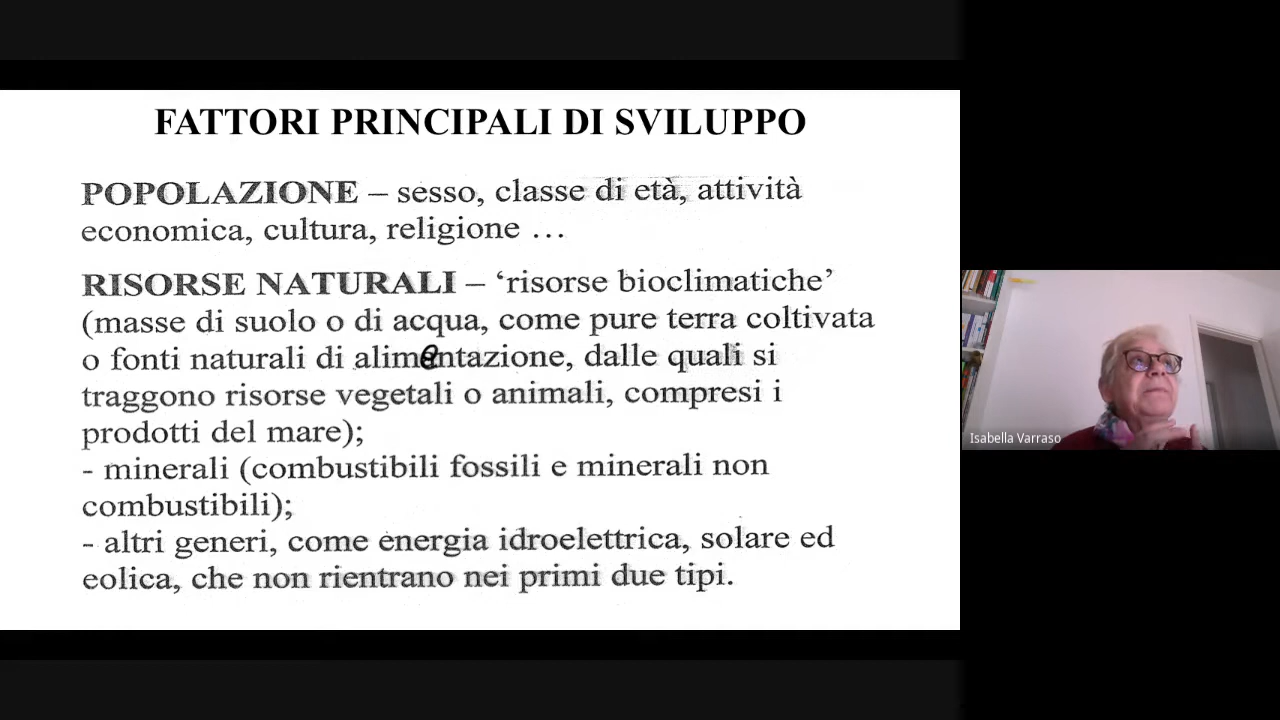 FATTORI PRINCIPALI DI SVILUPPO
POPOLAZIONE – sesso, classe di età, attività
economica, cultura, religione …
RISORSE NATURALI – ‘risorse bioclimatiche’
(masse di suolo o di acqua, come pure terra coltivata
o fonti naturali di alimentazione, dalle quali si
traggono risorse vegetali o animali, compresi i
prodotti del mare);
- minerali (combustibili fossili e minerali non
combustibili);
- altri generi, come energia idroelettrica, solare ed
eolica, che non rientrano nei primi due tipi.
Isabella Varraso